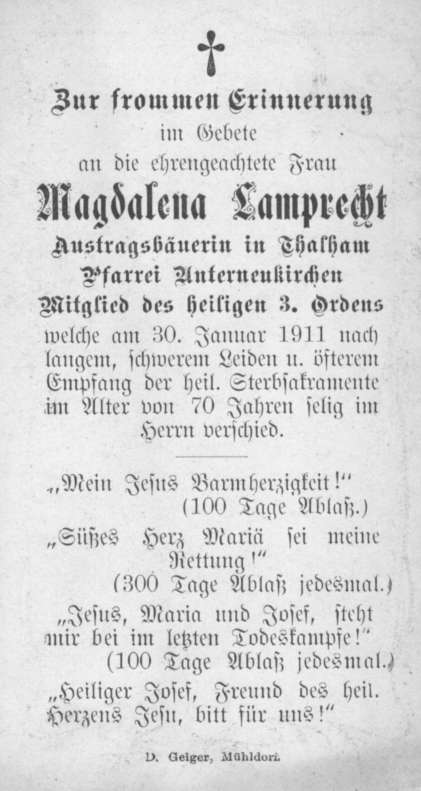 Zur frommen Erinnerung
im Gebete
an die ehrengeachtete Frau
Magdalena Lamprecht
Austragsbäuerin in Thalham
Pfarrei Unterneukirchen
Mitglied des heiligen 3. Ordens
welche am 30. Januar 1911 nach
langem, schwerem Leiden u. öfterem
Empfang der heil. Sterbsakramente
im Alter von 70 Jahren selig im
Herrn verschied.
„Mein Jesus Barmherzigkeit!“
(100 Tage Ablaß.)
„Süßes Herz Mariä sei meine
Rettung!“
(300 Tage Ablaß jedesmal.)
„Jesus, Maria und Josef, steht
mir bei im letzten Todeskampfe!“
(100 Tage Ablaß jedesmal.)
„Heiliger Josef, Freund des heil.
Herzens Jesu, bitt für uns!“
D. Geiger, Mühldorf.